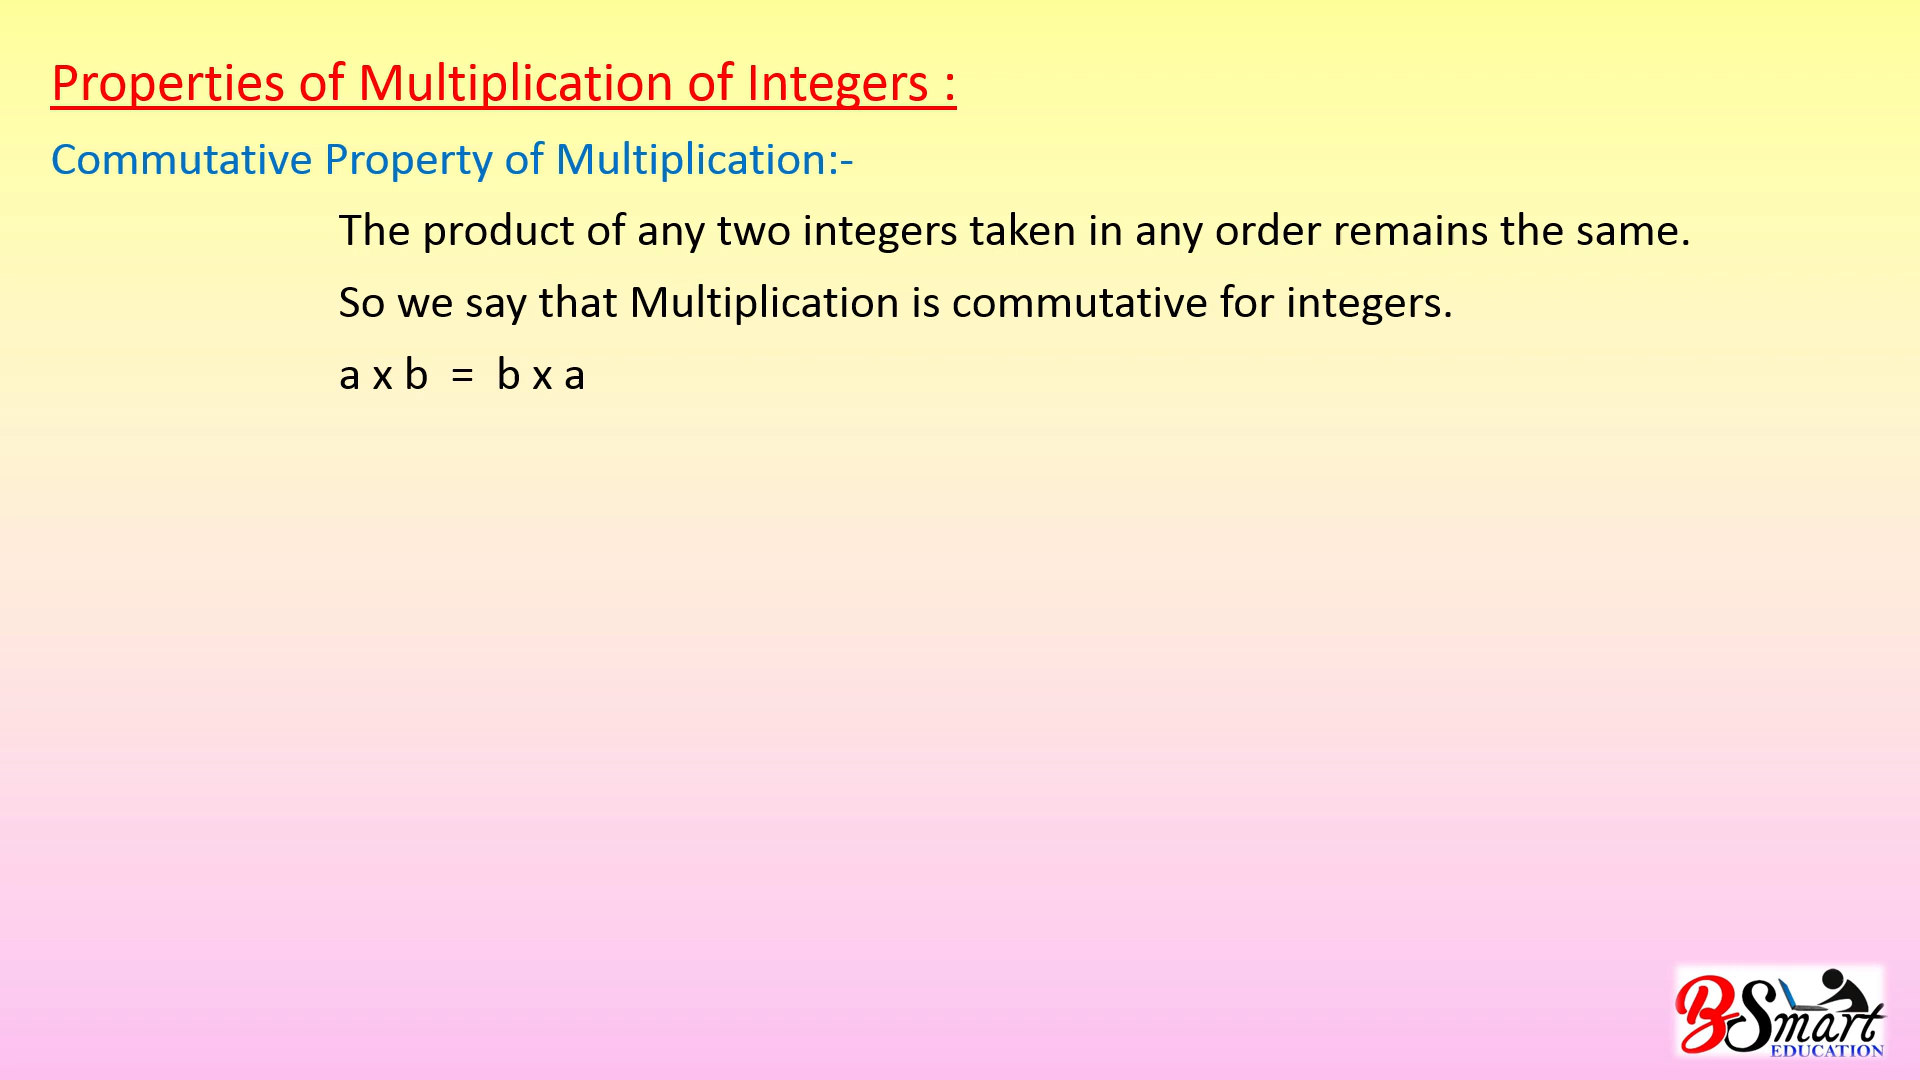 Properties of Multiplication of Integers :
Commutative Property of Multiplication:-
The product of any two integers taken in any order remains the same.
So we say that Multiplication is commutative for integers.
a x b = b x a
B Smart
EDUCATION